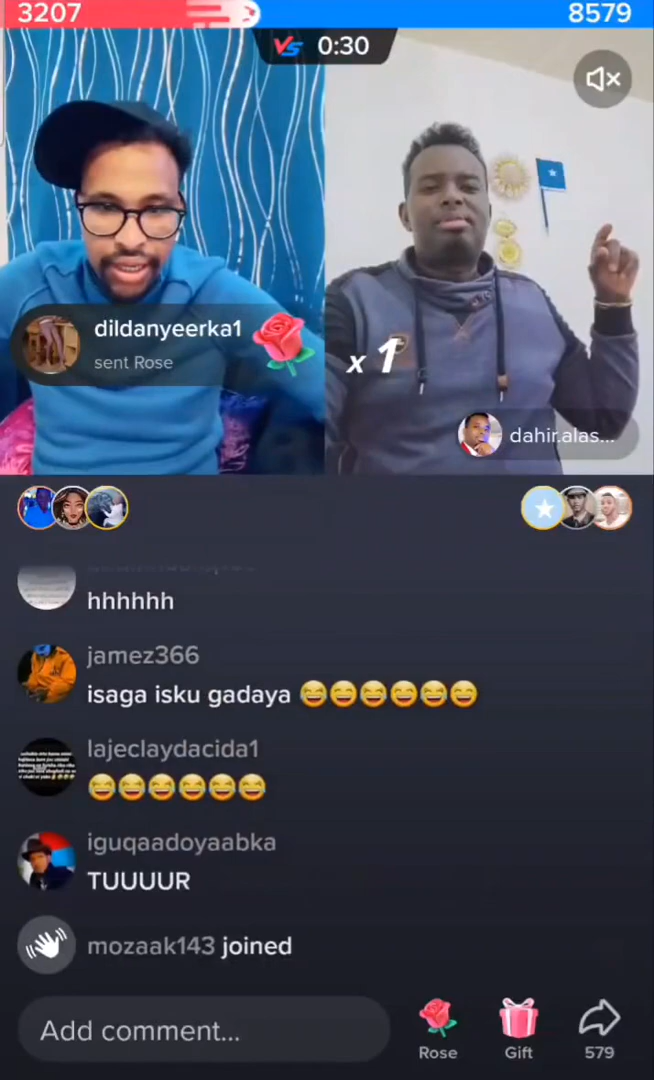 3207
8579
VS 0:30
dildanyeerka1
sent Rose
x 1
dahir.alas...
hhhhhh
jamez366
isaga isku gadaya 😂😂😂😂😂😂
lajeclaydacida1
😂😂😂😂😂😂
iguqaadoyaabka
TUUUUR
mozaak143 joined
Add comment...
Rose
Gift
579